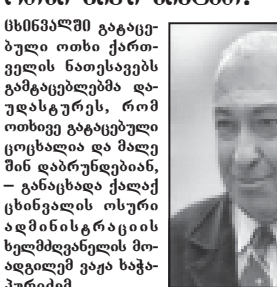 ცხინვალში გატაცე-
ბული ოთხი ქართ-
ველის ნათესავებს
გამტაცებლებმა და-
უდასტურეს, რომ
ოთხივე გატაცებული
ცოცხალია და მალე
შინ დაბრუნდებიან,
– განაცხადა ქალაქ
ცხინვალის ოსური
ადმინისტრაციის
ხელმძღვანელის მო-
ადგილემ ვაჟა ხაჭა-